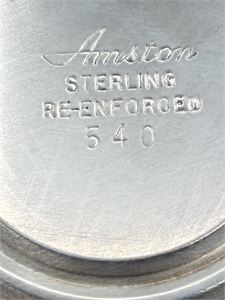 Amston
STERLING
RE-ENFORCED
540